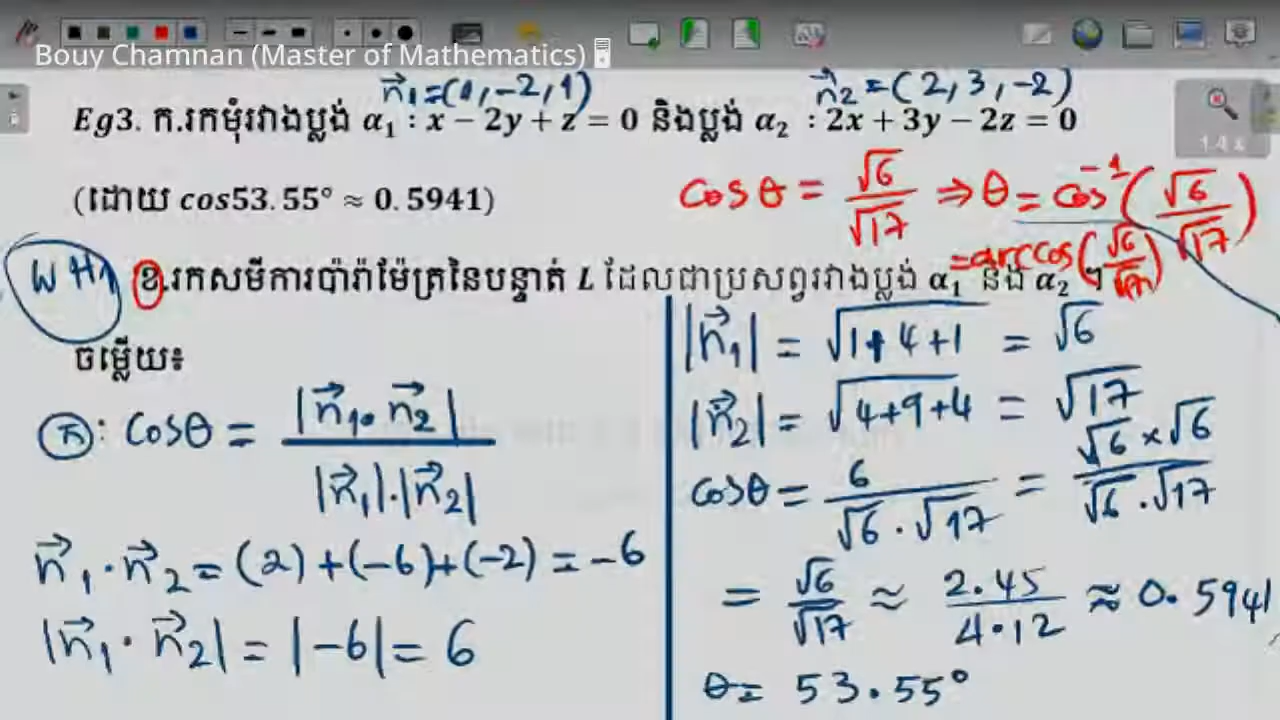 Bouy Chamnan (Master of Mathematics)
n⃗1 = (1, -2, 1) n⃗2 = (2, 3, -2)
Eg3. ក.រកមុំរវាងប្លង់ α₁ : x − 2y + z = 0 និងប្លង់ α₂ : 2x + 3y − 2z = 0
1.4 x
(ដោយ cos53.55° ≈ 0.5941)
cosθ = √6/√17 ⇒ θ = cos⁻¹(√6/√17)
= arccos(√6/√17)
WH1 ខ.រកសមីការប៉ារ៉ាម៉ែត្រនៃបន្ទាត់ L ដែលជាប្រសព្វរវាងប្លង់ α₁ និង α₂ ។
ចម្លើយ៖
ក: cosθ = |n⃗1 . n⃗2| / |n⃗1|.|n⃗2|
n⃗1 . n⃗2 = (2) + (-6) + (-2) = -6
|n⃗1 . n⃗2| = |-6| = 6
|n⃗1| = √(1+4+1) = √6
|n⃗2| = √(4+9+4) = √17
cosθ = 6/(√6 . √17) = (√6 × √6)/(√6 . √17)
= √6/√17 ≈ 2.45/4.12 ≈ 0.5941
θ = 53.55°